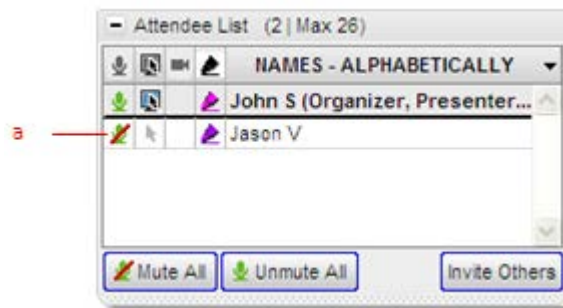 Attendee List (2 | Max 26)
NAMES - ALPHABETICALLY
John S (Organizer, Presenter...
a
Jason V
Mute All Unmute All Invite Others